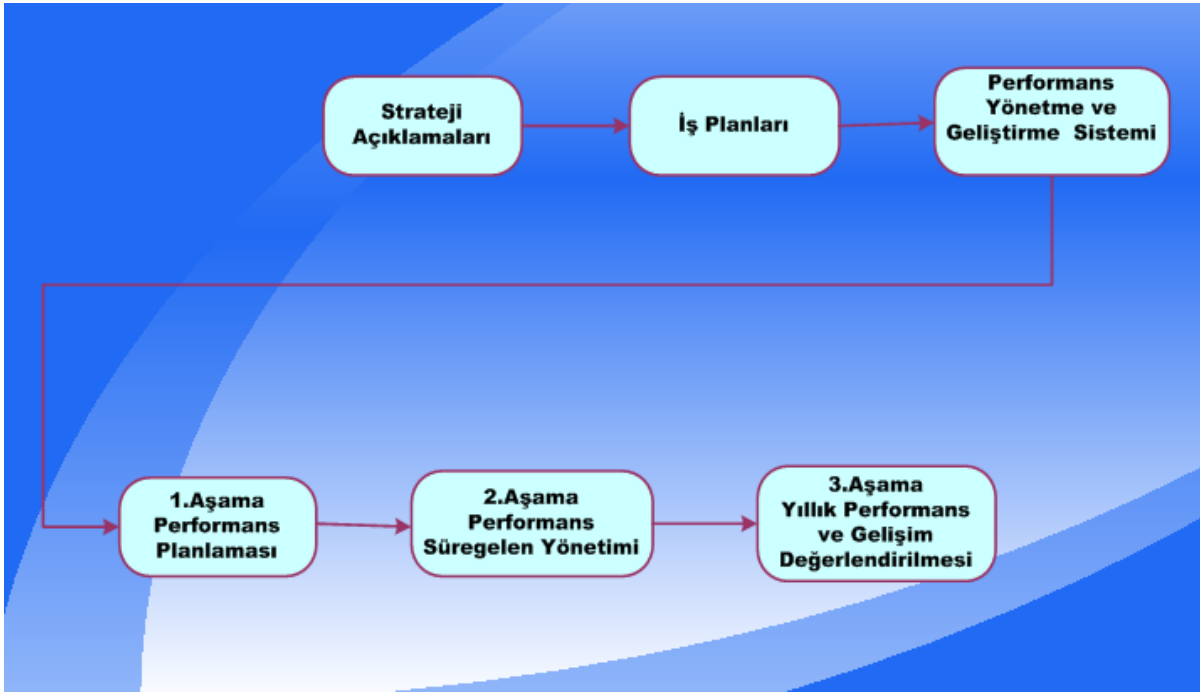 Strateji
Açıklamaları
İş Planları
Performans
Yönetme ve
Geliştirme Sistemi
1.Aşama
Performans
Planlaması
2.Aşama
Performans
Süregelen Yönetimi
3.Aşama
Yıllık Performans
ve Gelişim
Değerlendirilmesi